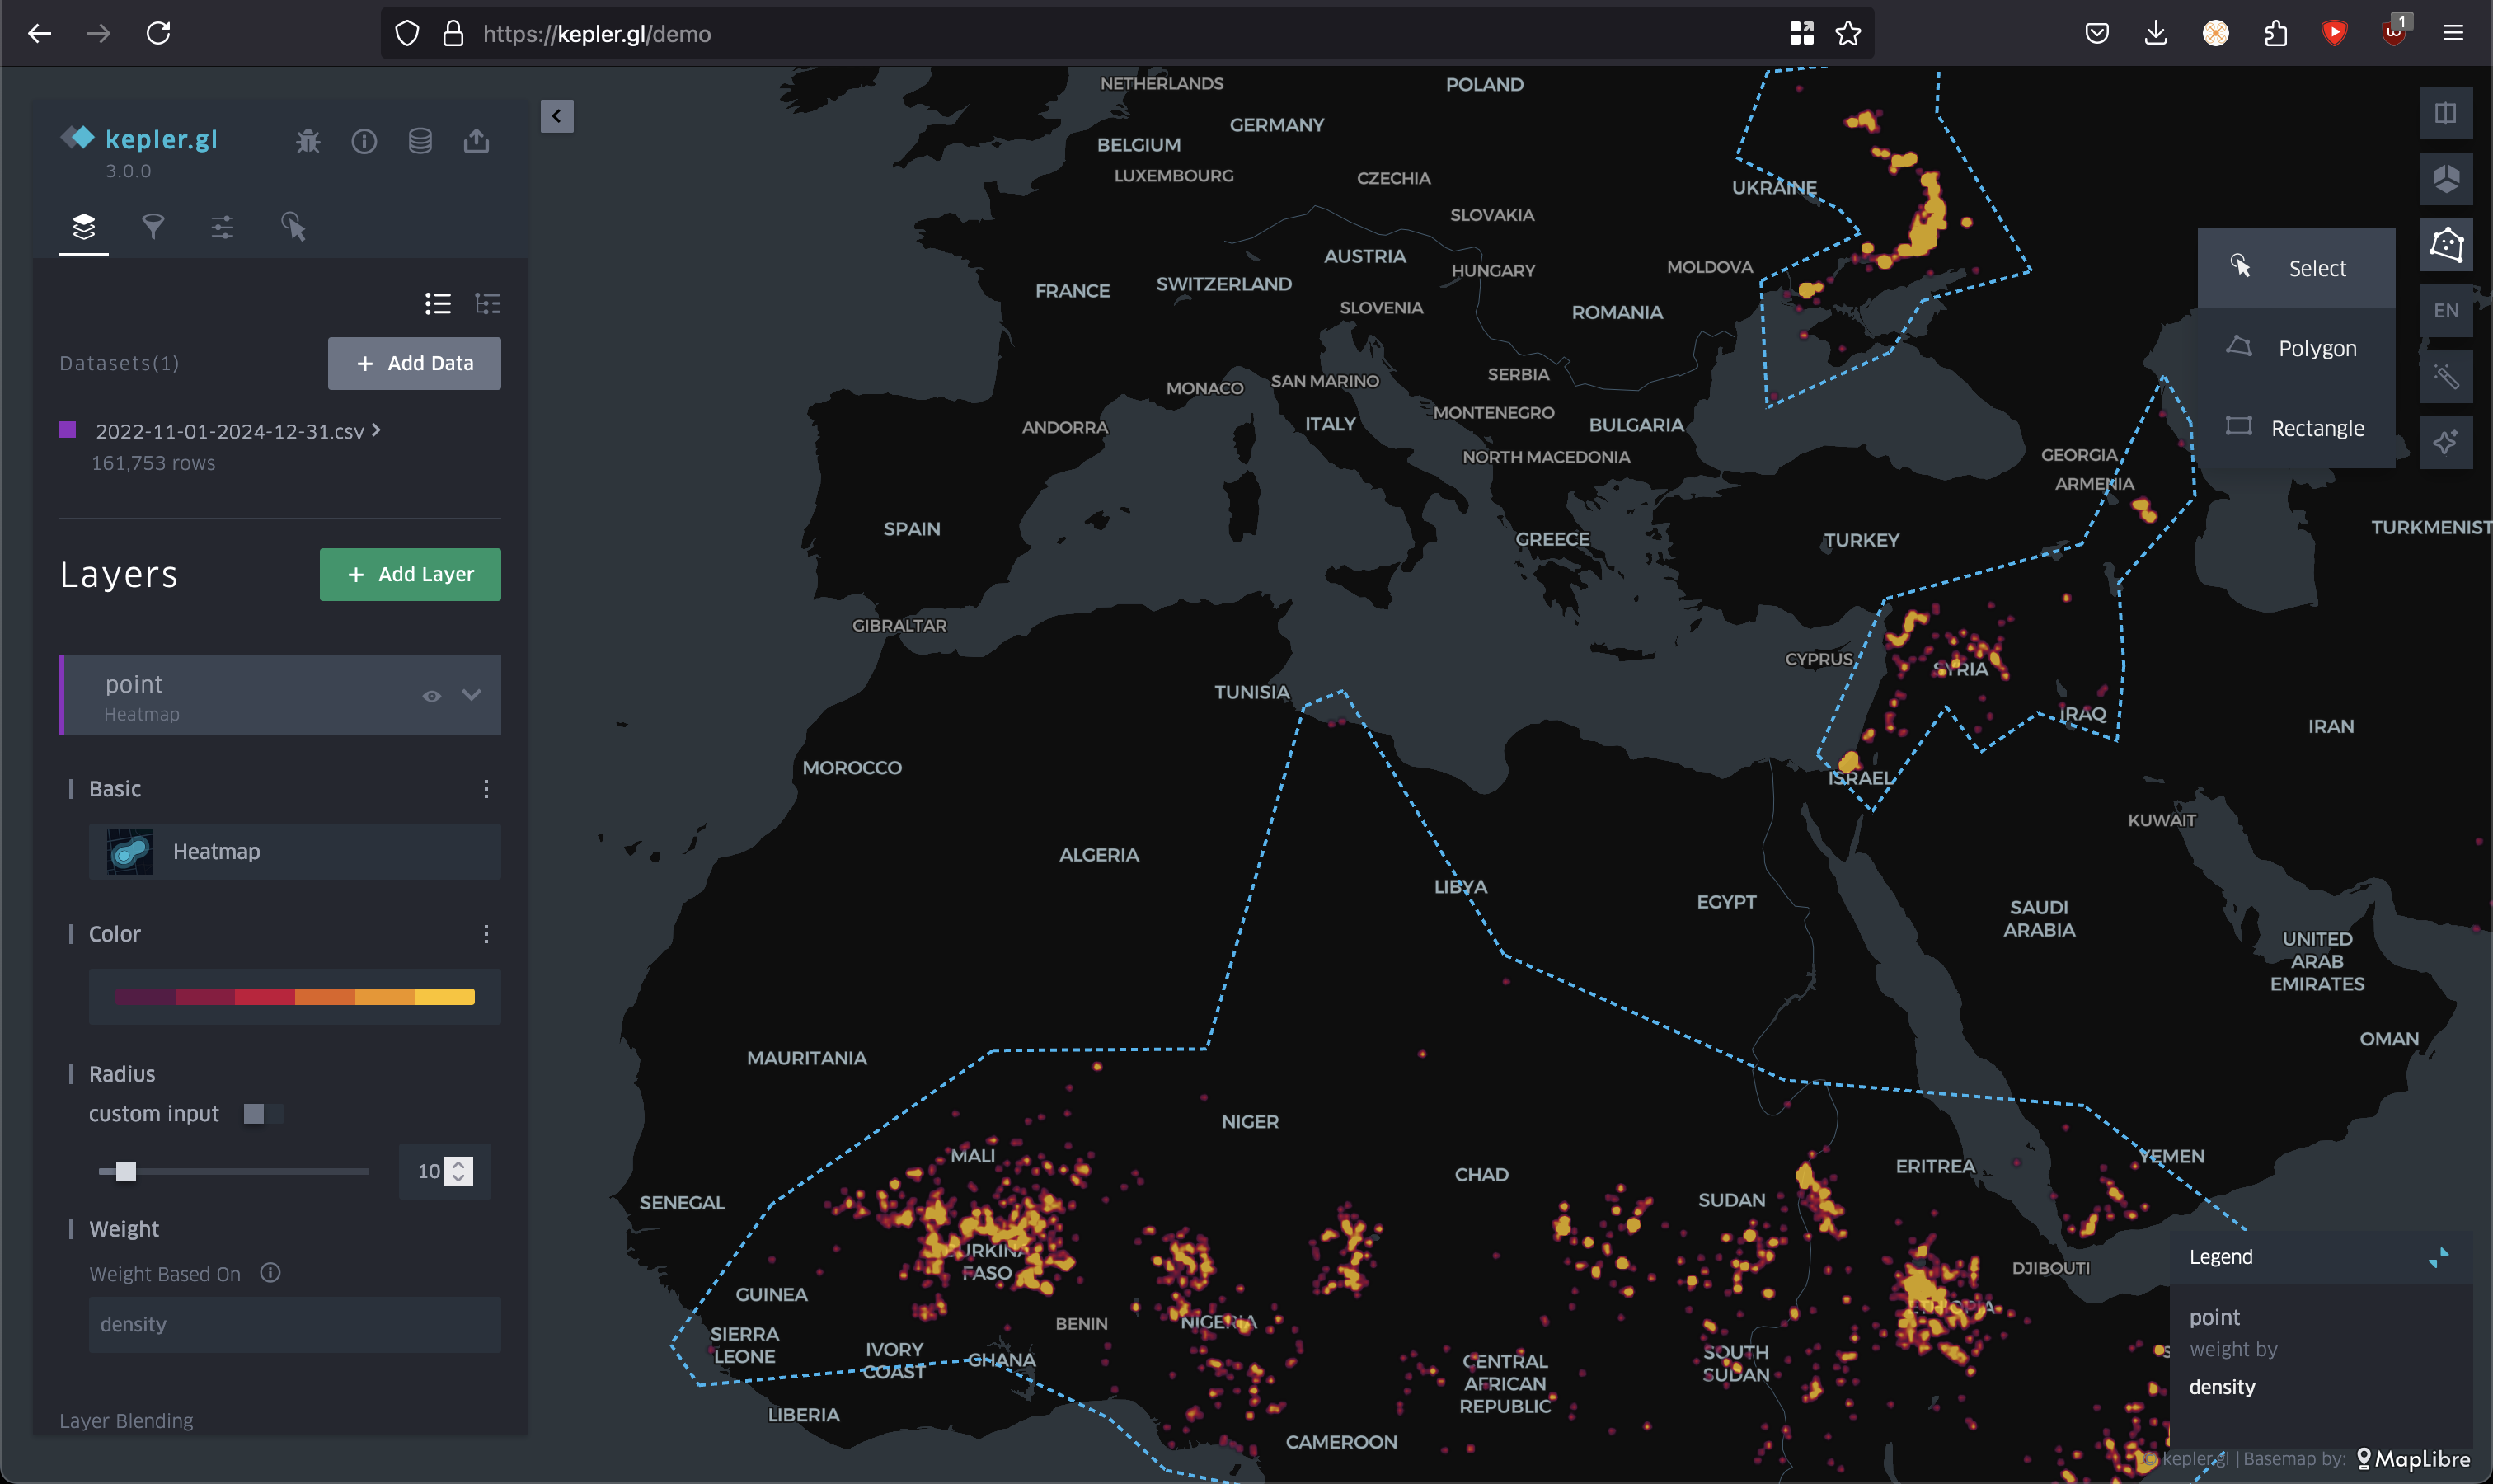 https://kepler.gl/demo
1
kepler.gl
3.0.0
Datasets(1)
+ Add Data
2022-11-01-2024-12-31.csv
161,753 rows
Layers
+ Add Layer
point
Heatmap
Basic
Heatmap
Color
Radius
custom input
10
Weight
Weight Based On
density
Layer Blending
NETHERLANDS
POLAND
GERMANY
BELGIUM
LUXEMBOURG
CZECHIA
UKRAINE
SLOVAKIA
AUSTRIA
HUNGARY
MOLDOVA
FRANCE
SWITZERLAND
SLOVENIA
ROMANIA
SERBIA
MONACO
SAN MARINO
MONTENEGRO
ANDORRA
ITALY
BULGARIA
NORTH MACEDONIA
GEORGIA
ARMENIA
SPAIN
GREECE
TURKEY
TURKMENIST
GIBRALTAR
CYPRUS
SYRIA
TUNISIA
IRAQ
IRAN
MOROCCO
ISRAEL
KUWAIT
ALGERIA
LIBYA
EGYPT
SAUDI
ARABIA
UNITED
ARAB
EMIRATES
OMAN
MAURITANIA
NIGER
MALI
CHAD
ERITREA
YEMEN
SENEGAL
SUDAN
BURKINA
FASO
DJIBOUTI
GUINEA
ETHIOPIA
BENIN
NIGERIA
SIERRA
LEONE
IVORY
COAST
GHANA
CENTRAL
AFRICAN
REPUBLIC
SOUTH
SUDAN
LIBERIA
CAMEROON
Select
Polygon
Rectangle
EN
Legend
point
weight by
density
© kepler.gl | Basemap by:
MapLibre